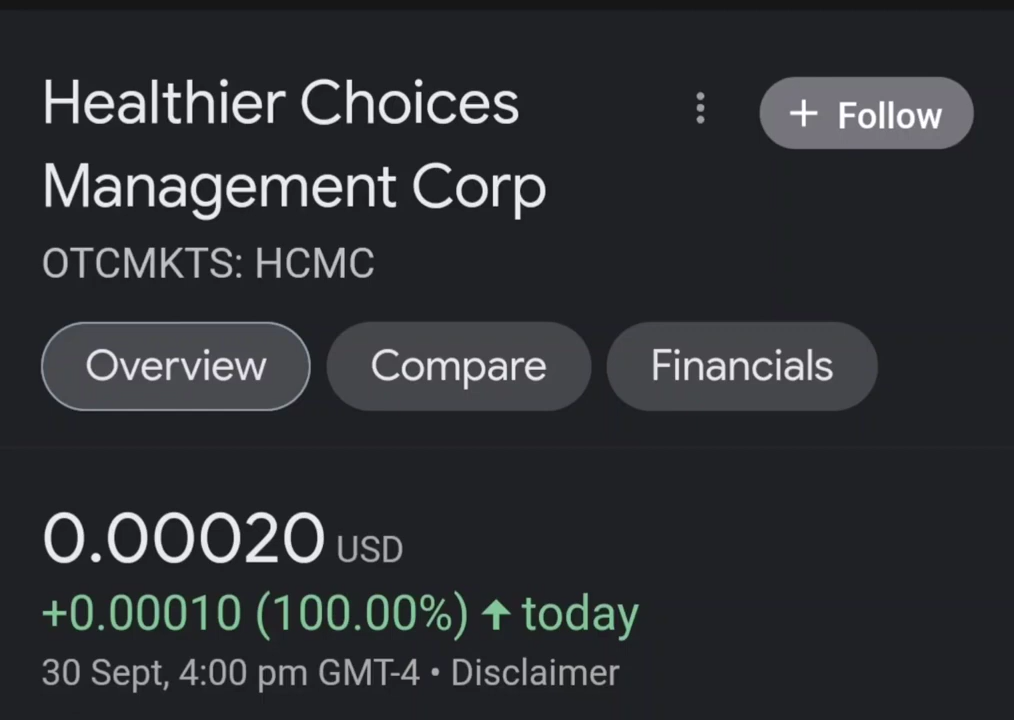 Healthier Choices
Management Corp
+ Follow
OTCMKTS: HCMC
Overview Compare Financials
0.00020 USD
+0.00010 (100.00%) ↑ today
30 Sept, 4:00 pm GMT-4 • Disclaimer